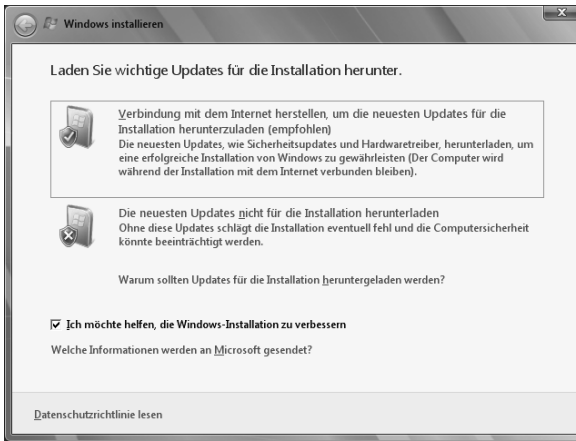 Windows installieren
Laden Sie wichtige Updates für die Installation herunter.
Verbindung mit dem Internet herstellen, um die neuesten Updates für die
Installation herunterzuladen (empfohlen)
Die neuesten Updates, wie Sicherheitsupdates und Hardwaretreiber, herunterladen, um
eine erfolgreiche Installation von Windows zu gewährleisten (Der Computer wird
während der Installation mit dem Internet verbunden bleiben).
Die neuesten Updates nicht für die Installation herunterladen
Ohne diese Updates schlägt die Installation eventuell fehl und die Computersicherheit
könnte beeinträchtigt werden.
Warum sollten Updates für die Installation heruntergeladen werden?
Ich möchte helfen, die Windows-Installation zu verbessern
Welche Informationen werden an Microsoft gesendet?
Datenschutzrichtlinie lesen